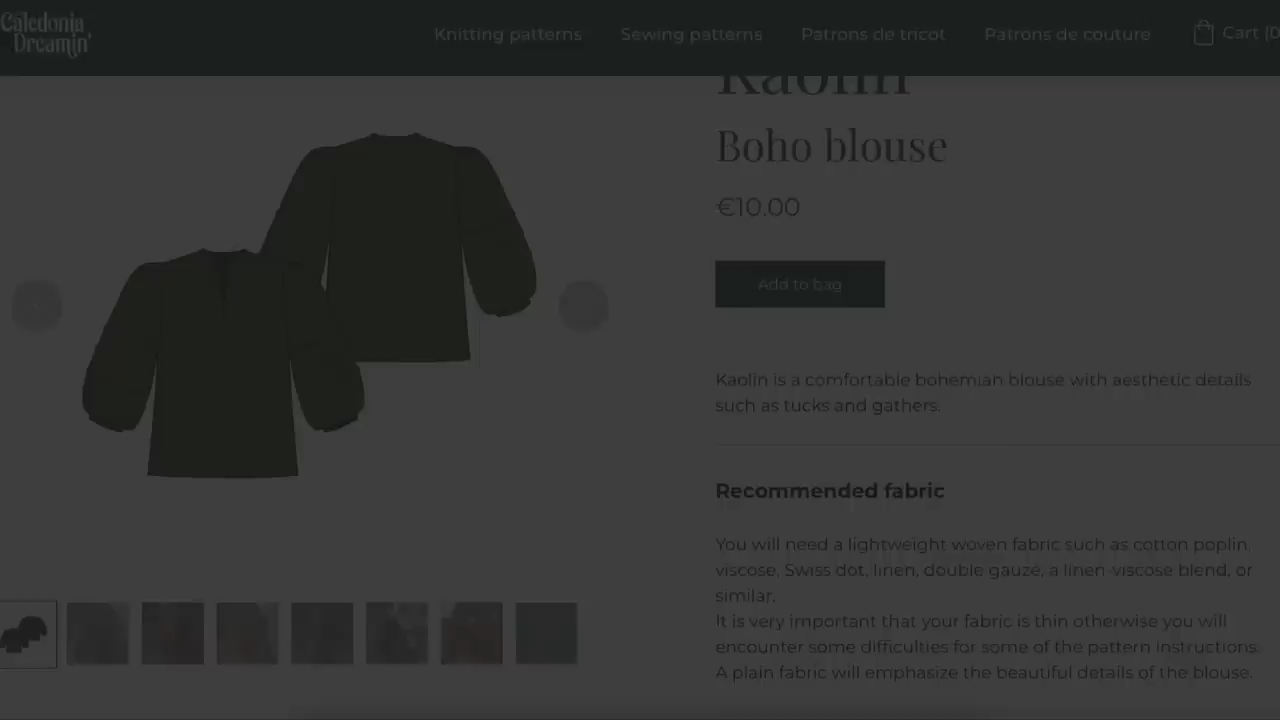 Caledonia
Dreamin'
Knitting patterns
Sewing patterns
Patrons de tricot
Patrons de couture
Cart (0
Kaolin
Boho blouse
€10.00
Add to bag
Kaolin is a comfortable bohemian blouse with aesthetic details
such as tucks and gathers.
Recommended fabric
You will need a lightweight woven fabric such as cotton poplin,
viscose, Swiss dot, linen, double gauze, a linen-viscose blend, or
similar.
It is very important that your fabric is thin otherwise you will
encounter some difficulties for some of the pattern instructions.
A plain fabric will emphasize the beautiful details of the blouse.